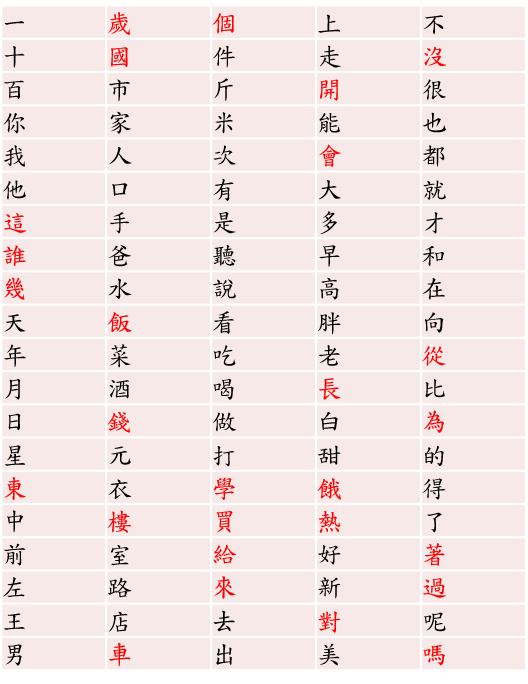 一 歲 個 上 不
十 國 件 走 沒
百 市 斤 開 很
你 家 米 能 也
我 人 次 會 都
他 口 有 大 就
這 手 是 多 才
誰 爸 聽 早 和
幾 水 說 高 在
天 飯 看 胖 向
年 菜 吃 老 從
月 酒 喝 長 比
日 錢 做 白 為
星 元 打 甜 的
東 衣 學 餓 得
中 樓 買 熱 了
前 室 給 好 著
左 路 來 新 過
王 店 去 對 呢
男 車 出 美 嗎